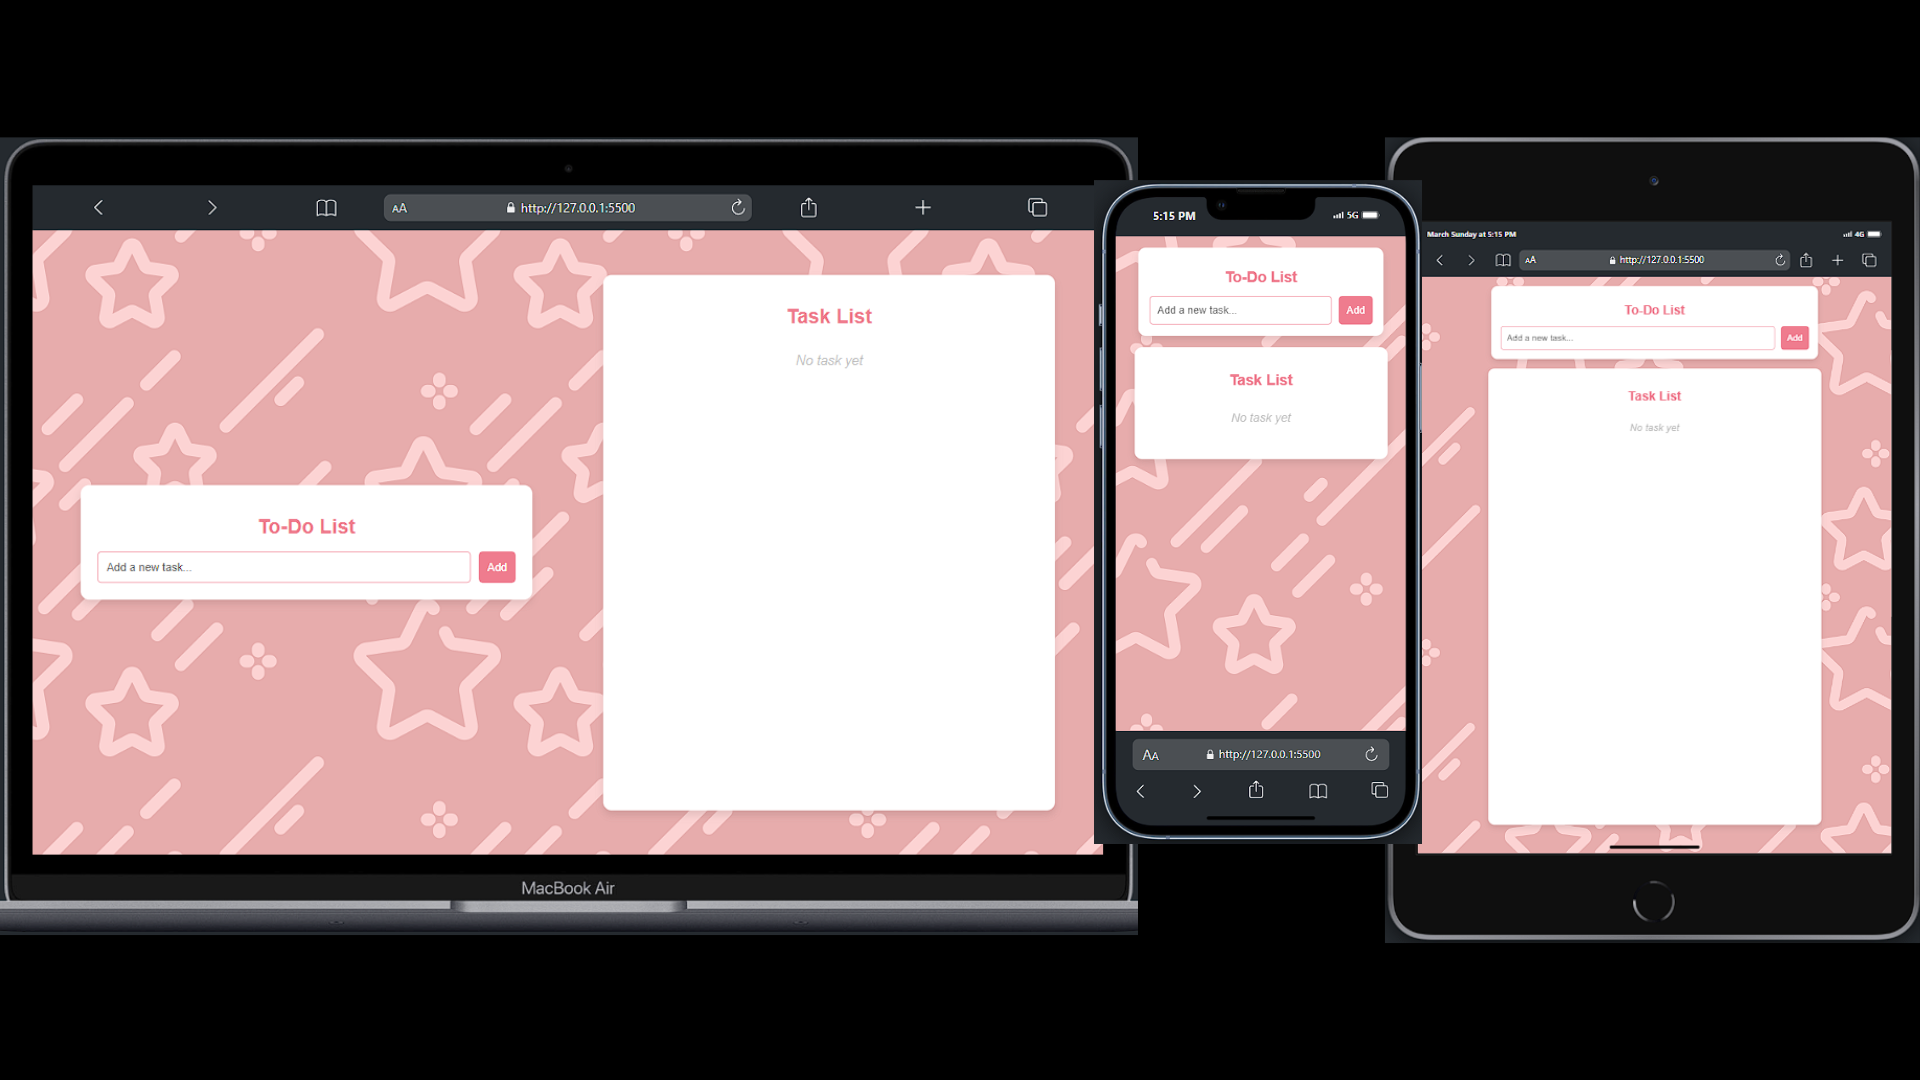 AA
http://127.0.0.1:5500
Task List
No task yet
To-Do List
Add a new task...
Add
MacBook Air
5:15 PM
5G
To-Do List
Add a new task...
Add
Task List
No task yet
AA
http://127.0.0.1:5500
March Sunday at 5:15 PM
4G
AA
http://127.0.0.1:5500
To-Do List
Add a new task...
Add
Task List
No task yet